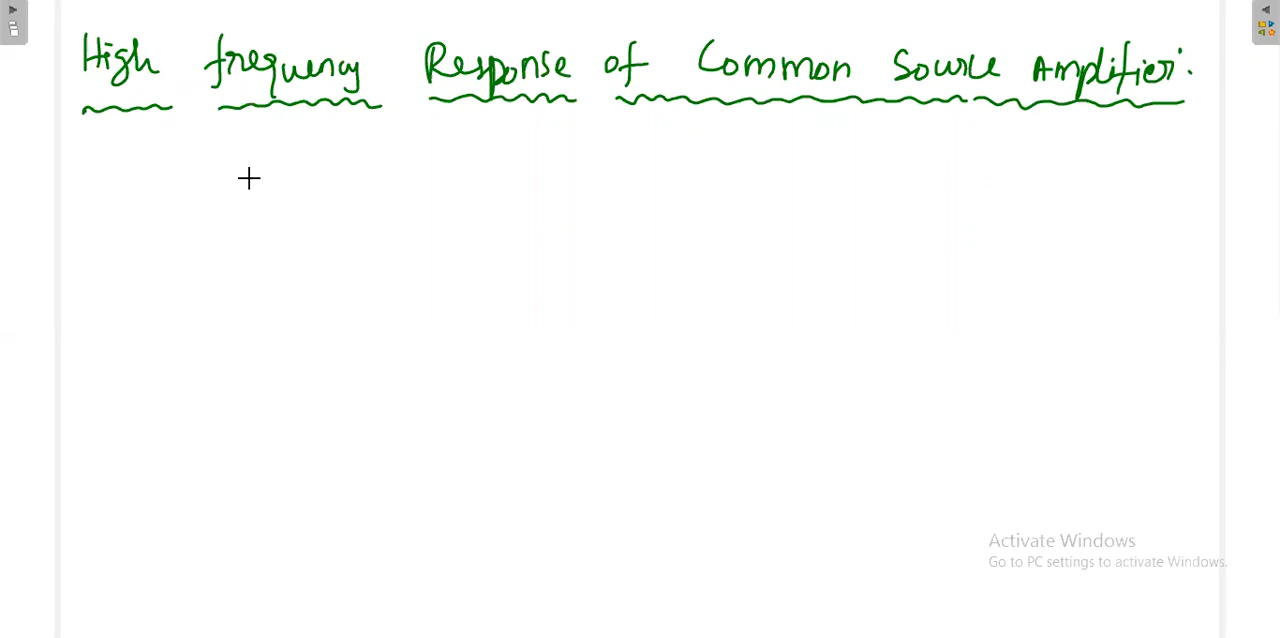 High frequency Response of Common Source Amplifier:
Activate Windows
Go to PC settings to activate Windows.